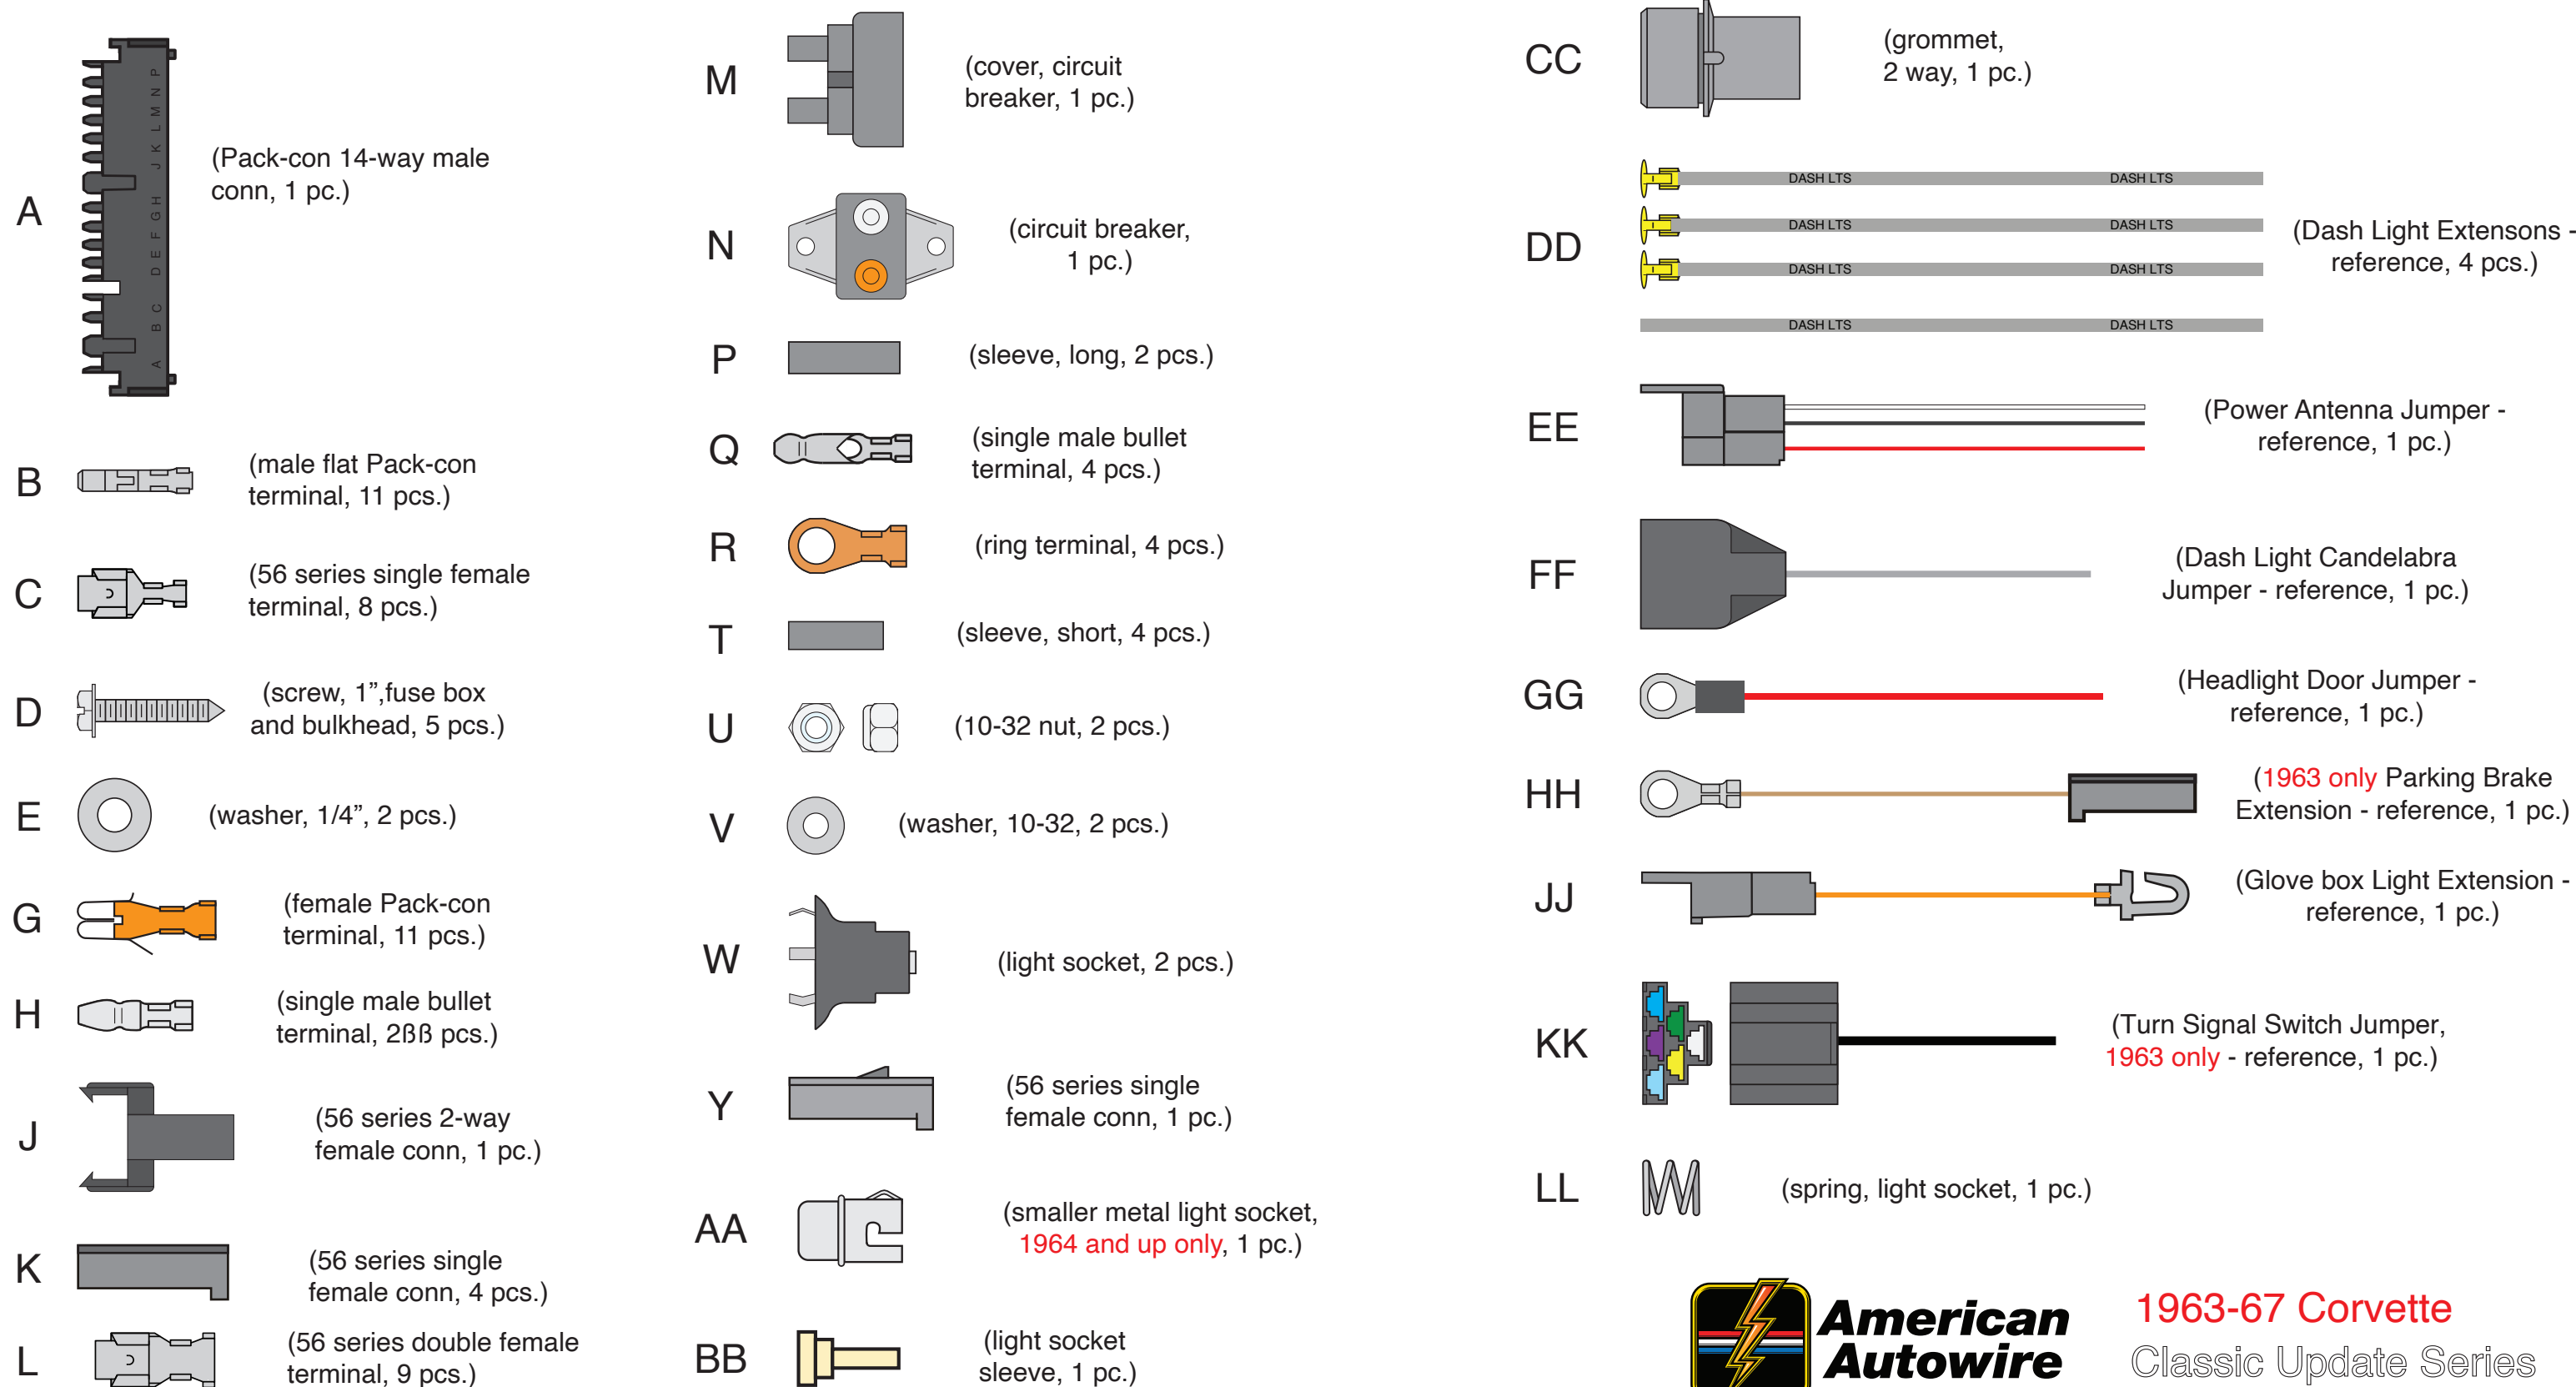 A
(Pack-con 14-way male
conn, 1 pc.)
A B C D E F G H J K L M N P
B
(male flat Pack-con
terminal, 11 pcs.)
C
(56 series single female
terminal, 8 pcs.)
D
(screw, 1”,fuse box
and bulkhead, 5 pcs.)
E
(washer, 1/4”, 2 pcs.)
G
(female Pack-con
terminal, 11 pcs.)
H
(single male bullet
terminal, 2ßß pcs.)
J
(56 series 2-way
female conn, 1 pc.)
K
(56 series single
female conn, 4 pcs.)
L
(56 series double female
terminal, 9 pcs.)
M
(cover, circuit
breaker, 1 pc.)
N
(circuit breaker,
1 pc.)
P
(sleeve, long, 2 pcs.)
Q
(single male bullet
terminal, 4 pcs.)
R
(ring terminal, 4 pcs.)
T
(sleeve, short, 4 pcs.)
U
(10-32 nut, 2 pcs.)
V
(washer, 10-32, 2 pcs.)
W
(light socket, 2 pcs.)
Y
(56 series single
female conn, 1 pc.)
AA
(smaller metal light socket,
1964 and up only, 1 pc.)
BB
(light socket
sleeve, 1 pc.)
CC
(grommet,
2 way, 1 pc.)
DD
DASH LTS DASH LTS
DASH LTS DASH LTS
DASH LTS DASH LTS
DASH LTS DASH LTS
(Dash Light Extensons -
reference, 4 pcs.)
EE
(Power Antenna Jumper -
reference, 1 pc.)
FF
(Dash Light Candelabra
Jumper - reference, 1 pc.)
GG
(Headlight Door Jumper -
reference, 1 pc.)
HH
(1963 only Parking Brake
Extension - reference, 1 pc.)
JJ
(Glove box Light Extension -
reference, 1 pc.)
KK
(Turn Signal Switch Jumper,
1963 only - reference, 1 pc.)
LL
(spring, light socket, 1 pc.)
American
Autowire
1963-67 Corvette
Classic Update Series